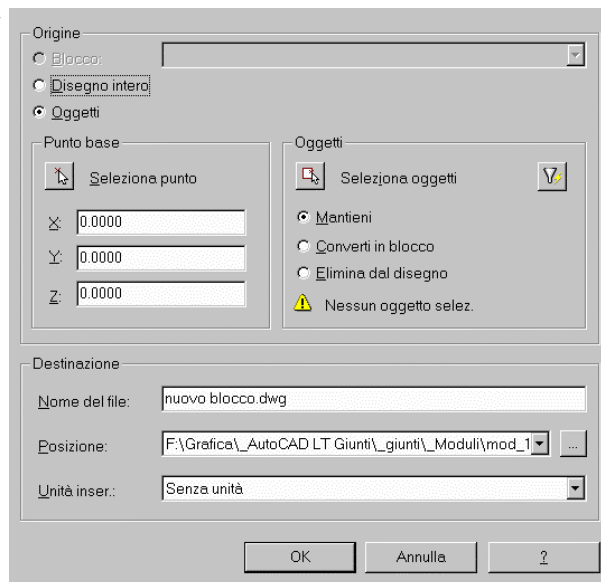 Origine
Blocco:
Disegno intero
Oggetti
Punto base
Seleziona punto
X: 0.0000
Y: 0.0000
Z: 0.0000
Oggetti
Seleziona oggetti
Mantieni
Converti in blocco
Elimina dal disegno
Nessun oggetto selez.
Destinazione
Nome del file: nuovo blocco.dwg
Posizione: F:\Grafica\_AutoCAD LT Giunti\_giunti\_Moduli\mod_1 ...
Unità inser.: Senza unità
OK Annulla ?